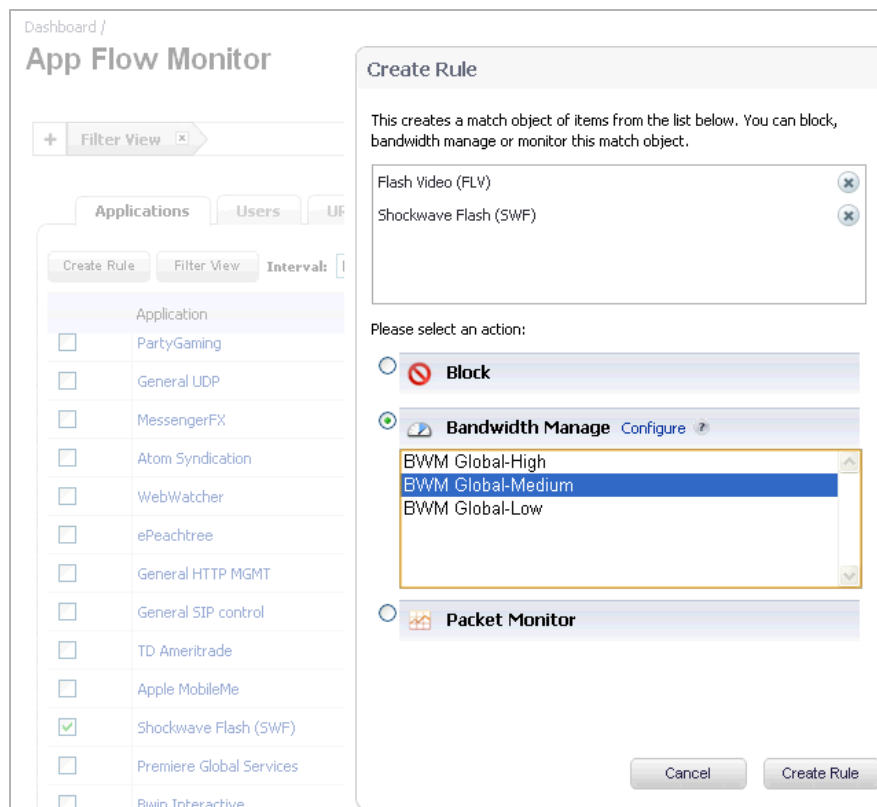 Dashboard /
App Flow Monitor
+ Filter View x
Applications Users
Create Rule Filter View Interval:
Application
PartyGaming
General UDP
MessengerFX
Atom Syndication
WebWatcher
ePeachtree
General HTTP MGMT
General SIP control
TD Ameritrade
Apple MobileMe
Shockwave Flash (SWF)
Premiere Global Services
Bwin Interactive
Create Rule
This creates a match object of items from the list below. You can block,
bandwidth manage or monitor this match object.
Flash Video (FLV)
Shockwave Flash (SWF)
Please select an action:
Block
Bandwidth Manage Configure ?
BWM Global-High
BWM Global-Medium
BWM Global-Low
Packet Monitor
Cancel Create Rule